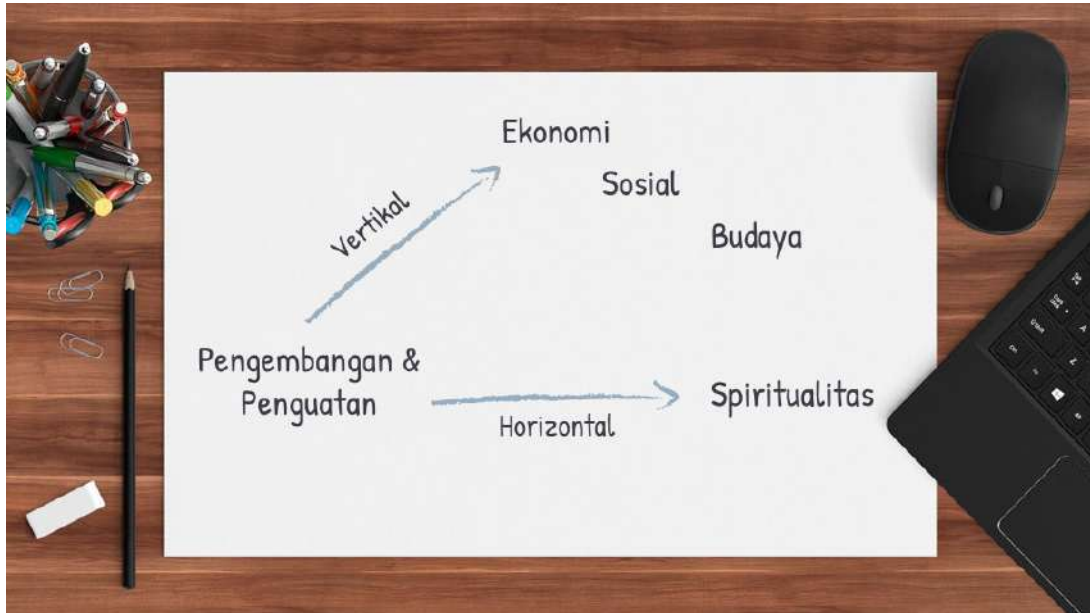 Ekonomi
Sosial
Vertikal
Budaya
Pengembangan &
Penguatan
Spiritualitas
Horizontal